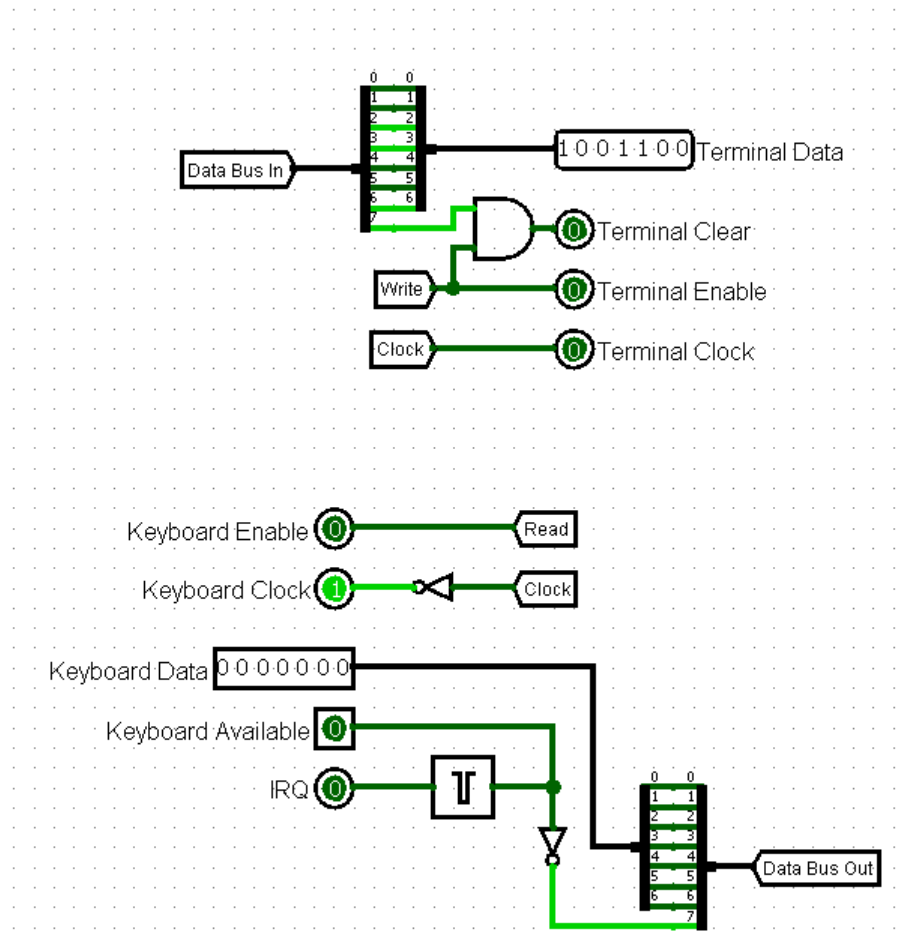 0 0
1 1
2 2
3 3
4 4
5 5
6 6
7
Data Bus In
1 0 0 1 1 0 0 Terminal Data
0 Terminal Clear
Write
0 Terminal Enable
Clock
0 Terminal Clock
Keyboard Enable 0 Read
Keyboard Clock 1 Clock
Keyboard Data 0 0 0 0 0 0 0
Keyboard Available 0
IRQ 0
0 0
1 1
2 2
3 3
4 4
5 5
6 6
7
Data Bus Out